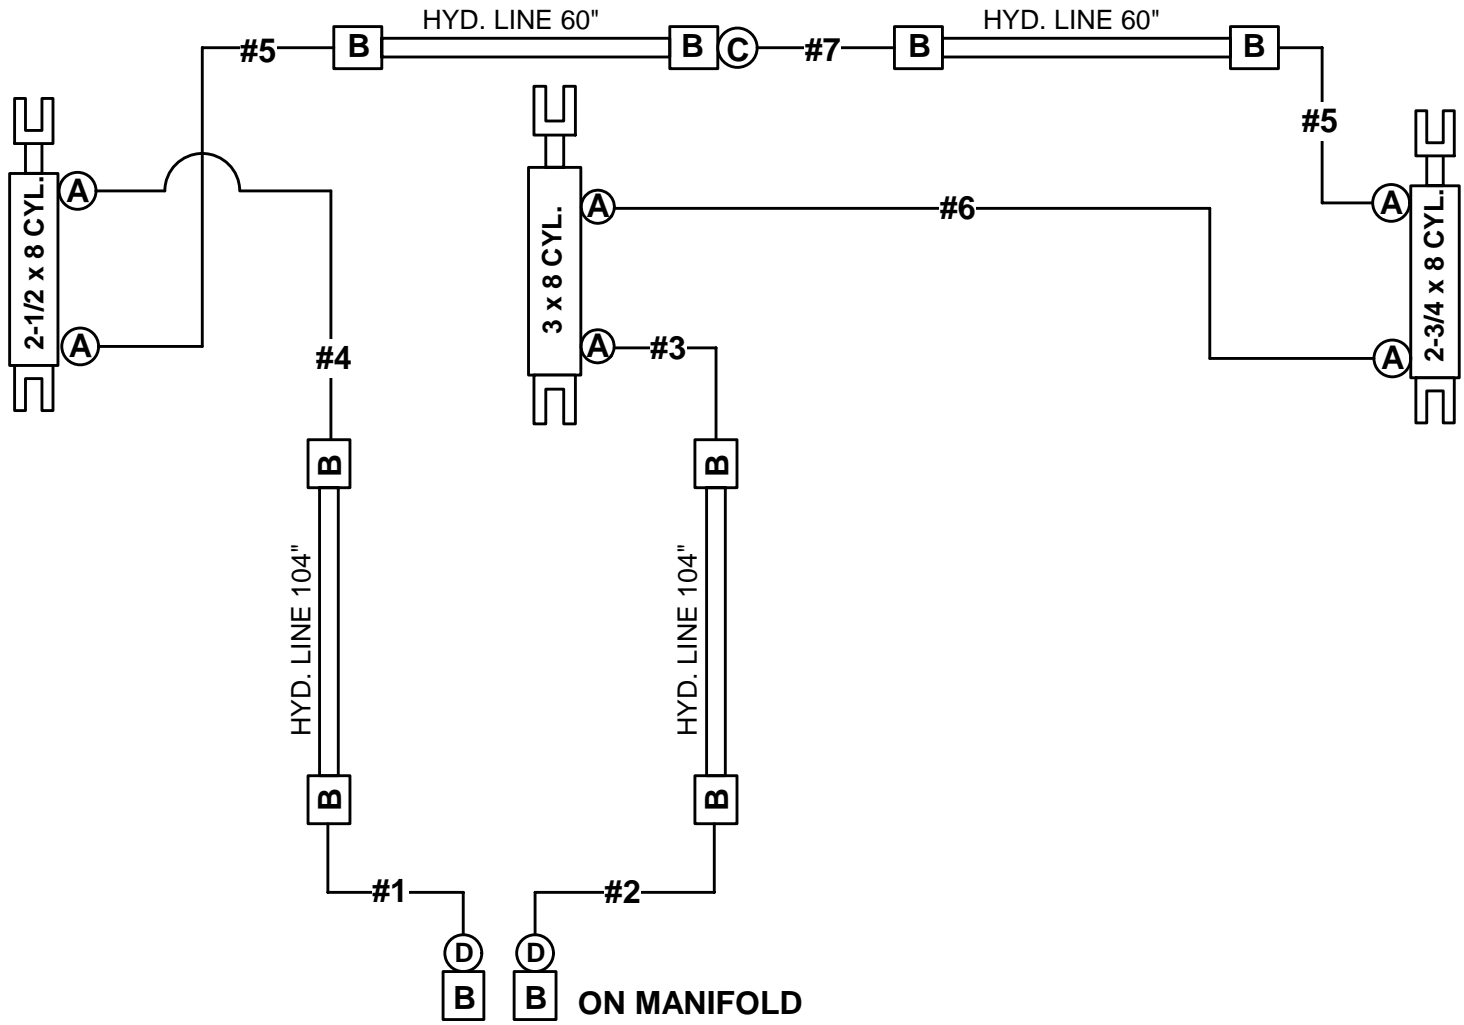 HYD. LINE 60"
HYD. LINE 60"
#5
B
B
C
#7
B
B
#5
2-1/2 x 8 CYL.
A
A
3 x 8 CYL.
A
A
#6
A
A
2-3/4 x 8 CYL.
#4
#3
B
B
HYD. LINE 104"
HYD. LINE 104"
B
B
#1
#2
D
D
B
B
ON MANIFOLD